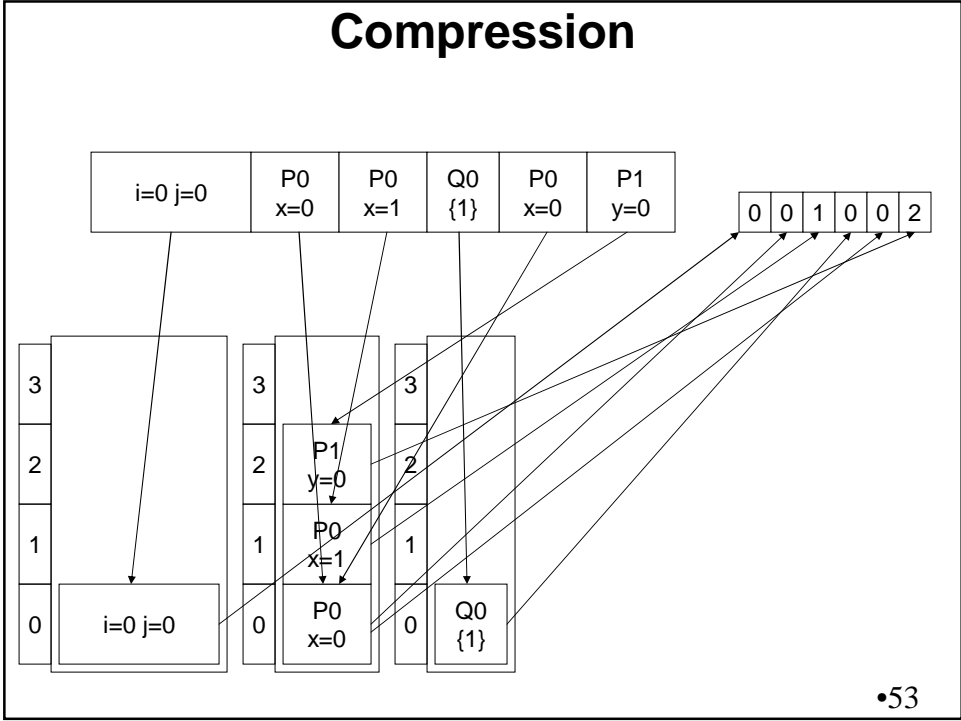 Compression
i=0 j=0
P0
x=0
P0
x=1
Q0
{1}
P0
x=0
P1
y=0
0 0 1 0 0 2
3
2
1
0
i=0 j=0
3
2
1
0
P1
y=0
P0
x=1
P0
x=0
3
2
1
0
Q0
{1}
•53